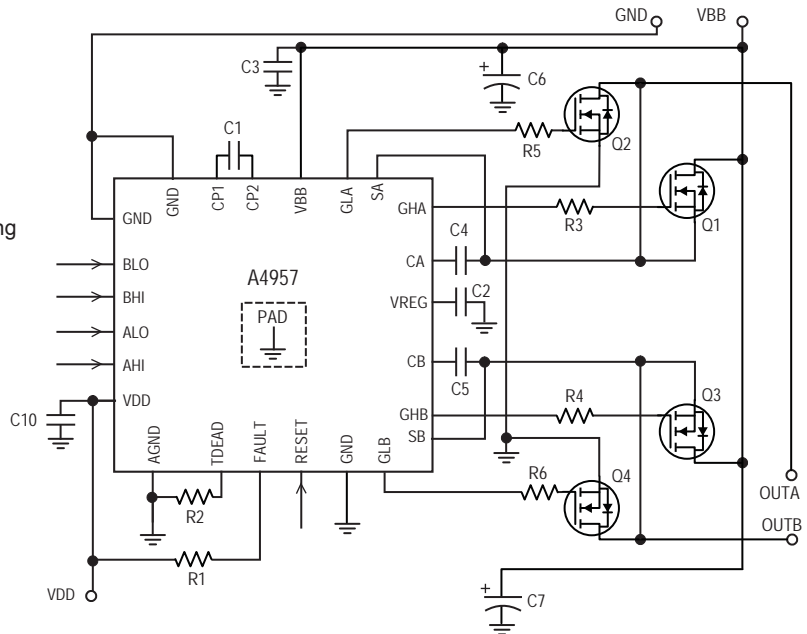 GND VBB
C3
+ C6
C1
R5 Q2
GND CP1 CP2 VBB GLA SA
GND GHA R3 Q1
ng
C4
BLO CA
A4957
BHI VREG C2
PAD
ALO
AHI CB
C5
VDD Q3
R4
C10 GHB
SB
AGND TDEAD FAULT RESET GND GLB
R6 Q4
OUTA
R2
OUTB
R1
VDD
+ C7